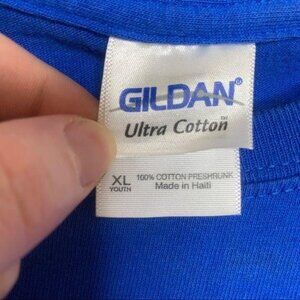 GILDAN®
Ultra Cotton™
XL 100% COTTON PRESHRUNK
YOUTH Made in Haiti